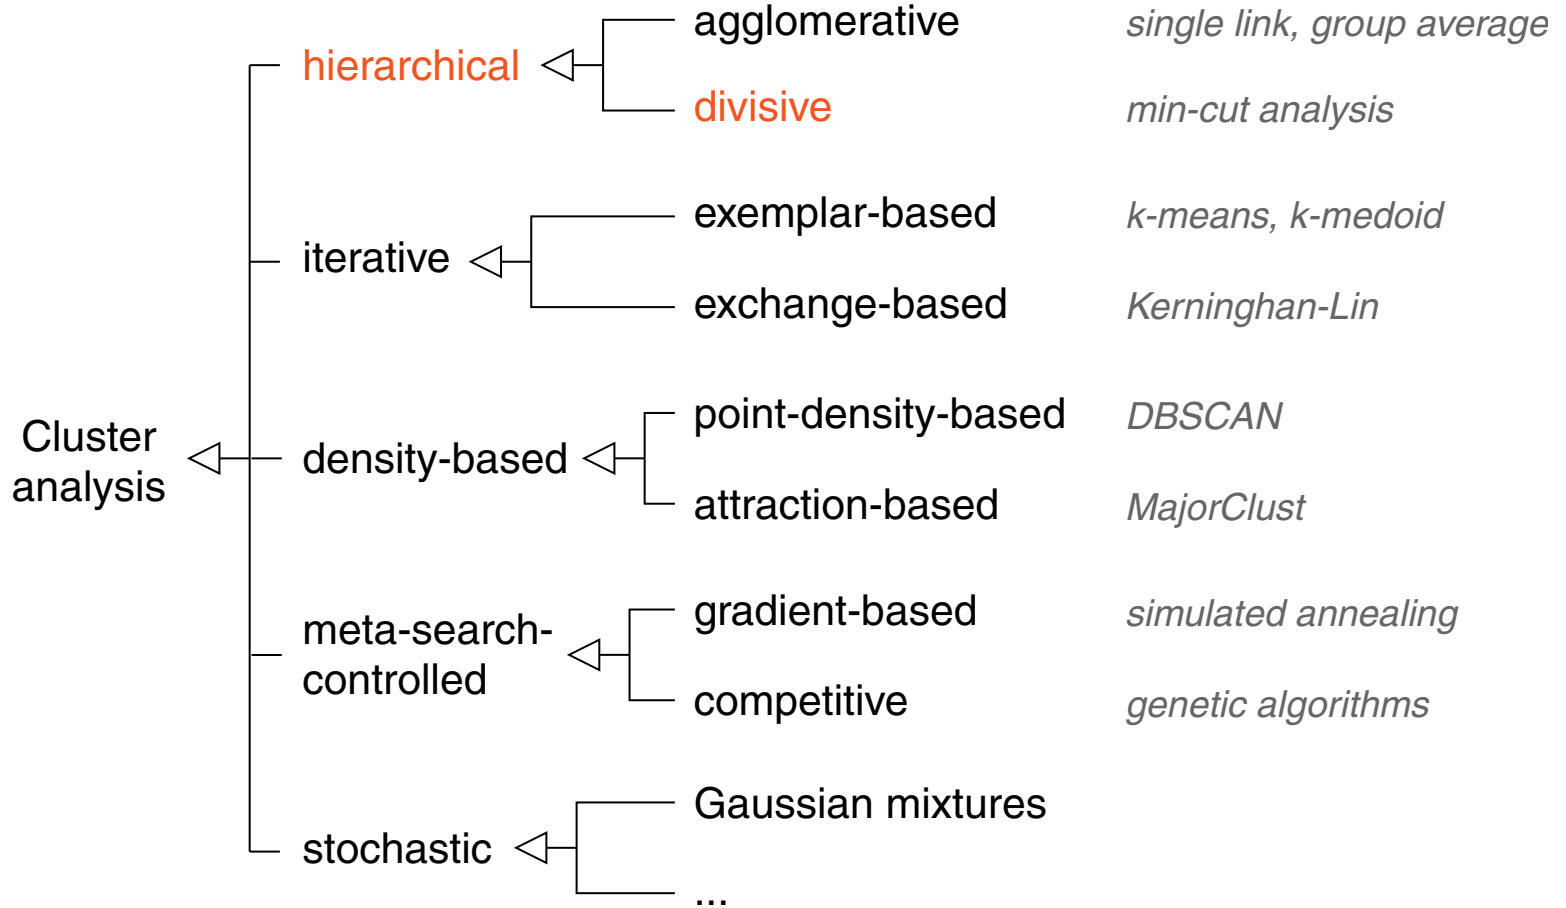 agglomerative single link, group average
hierarchical
divisive min-cut analysis
exemplar-based k-means, k-medoid
iterative
exchange-based Kerninghan-Lin
point-density-based DBSCAN
Cluster
analysis
density-based
attraction-based MajorClust
gradient-based simulated annealing
meta-search-
controlled
competitive genetic algorithms
Gaussian mixtures
stochastic
...